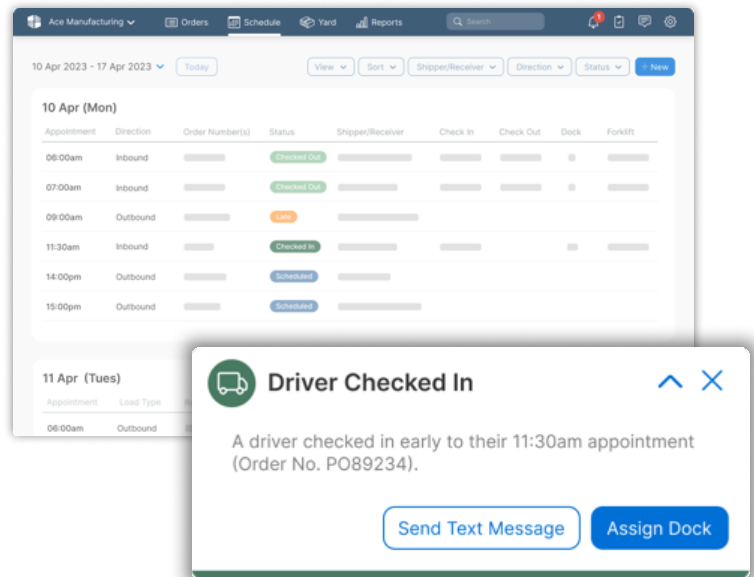 Ace Manufacturing Orders Schedule Yard Reports Search 1
10 Apr 2023 - 17 Apr 2023 Today View Sort Shipper/Receiver Direction Status + New
10 Apr (Mon)
Appointment Direction Order Number(s) Status Shipper/Receiver Check In Check Out Dock Forklift
06:00am Inbound Checked Out
07:00am Inbound Checked Out
09:00am Outbound Late
11:30am Inbound Checked In
14:00pm Outbound Scheduled
15:00pm Outbound Scheduled
11 Apr (Tues)
Appointment Load Type
06:00am Outbound
Driver Checked In
A driver checked in early to their 11:30am appointment
(Order No. PO89234).
Send Text Message Assign Dock